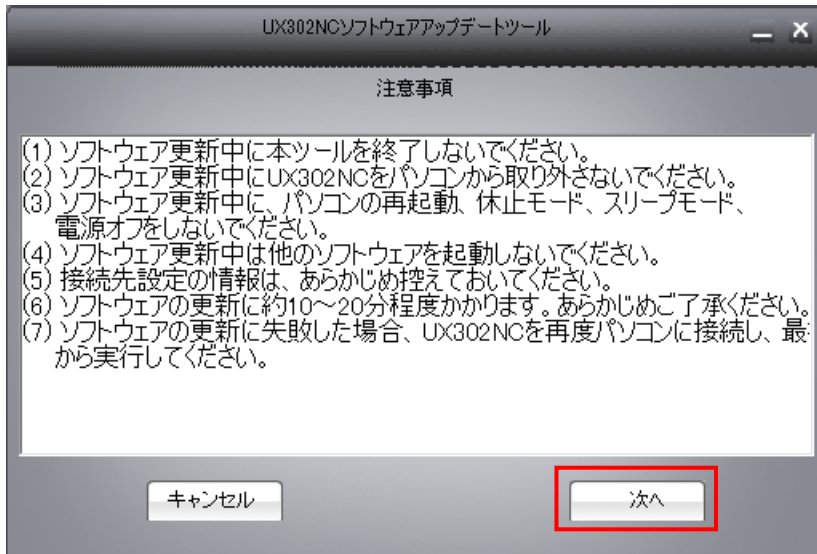 UX302NCソフトウェアアップデートツール
注意事項
(1) ソフトウェア更新中に本ツールを終了しないでください。
(2) ソフトウェア更新中にUX302NCをパソコンから取り外さないでください。
(3) ソフトウェア更新中に、パソコンの再起動、休止モード、スリープモード、
電源オフをしないでください。
(4) ソフトウェア更新中は他のソフトウェアを起動しないでください。
(5) 接続先設定の情報は、あらかじめ控えておいてください。
(6) ソフトウェアの更新に約10～20分程度かかります。あらかじめご了承ください。
(7) ソフトウェアの更新に失敗した場合、UX302NCを再度パソコンに接続し、最
から実行してください。
キャンセル
次へ